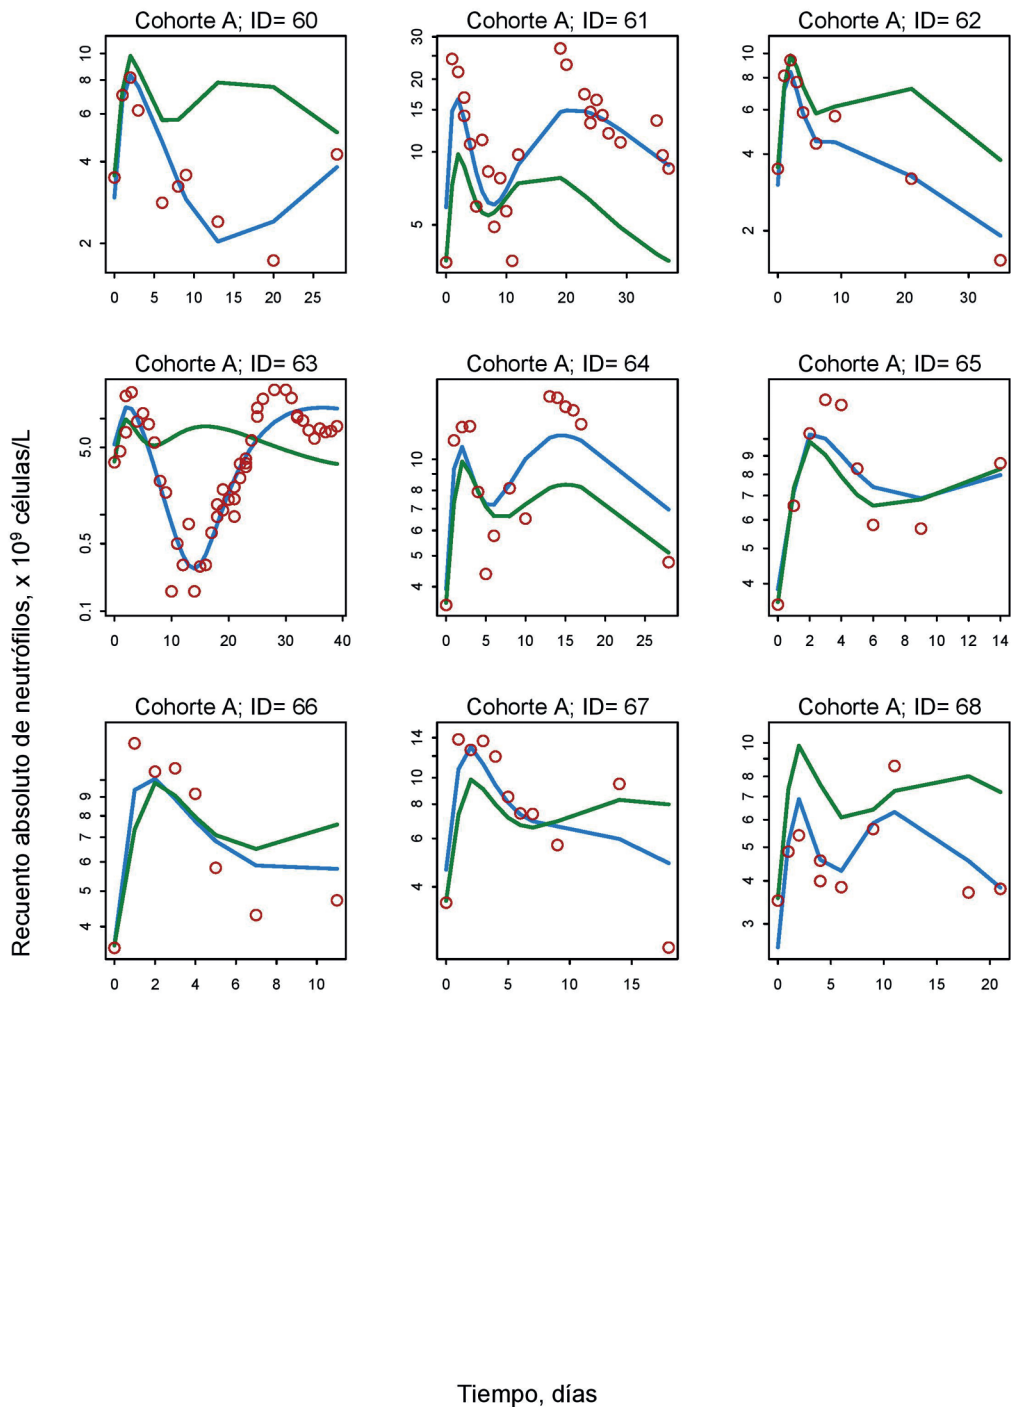 Cohorte A; ID= 60
Cohorte A; ID= 61
Cohorte A; ID= 62
10
8
6
4
2
0 5 10 15 20 25
30
20
15
10
5
0 10 20 30
10
8
6
4
2
0 10 20 30
Cohorte A; ID= 63
Cohorte A; ID= 64
Cohorte A; ID= 65
5.0
0.5
0.1
0 10 20 30 40
10
8
7
6
5
4
0 5 10 15 20 25
9
8
7
6
5
4
0 2 4 6 8 10 12 14
Cohorte A; ID= 66
Cohorte A; ID= 67
Cohorte A; ID= 68
9
8
7
6
5
4
0 2 4 6 8 10
14
10
8
6
4
0 5 10 15
10
8
7
6
5
4
3
0 5 10 15 20
Recuento absoluto de neutrófilos, x 10⁹ células/L
Tiempo, días